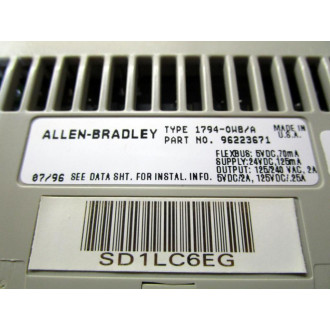 ALLEN-BRADLEY TYPE 1794-OW8/A MADE IN
PART NO. 96223671 U.S.A.
FLEXBUS: 5VDC,70mA
SUPPLY:24VDC,125mA
OUTPUT: 125/240 VAC, 2A
07/96 SEE DATA SHT. FOR INSTAL. INFO. 5VDC/2A, 125VDC/.25A
SD1LC6EG